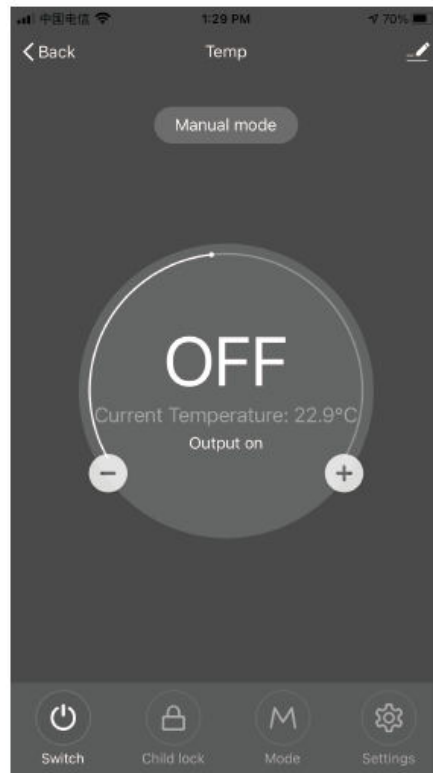 中国电信 1:29 PM 70%
Back Temp
Manual mode
OFF
Current Temperature: 22.9°C
Output on
− +
M
Switch Child lock Mode Settings